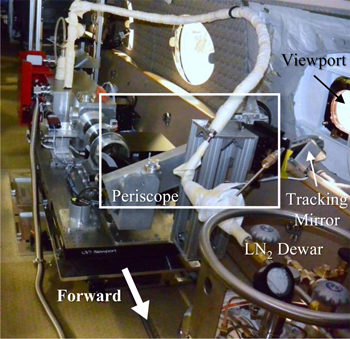 Viewport
Periscope
Tracking
Mirror
LN₂ Dewar
Forward